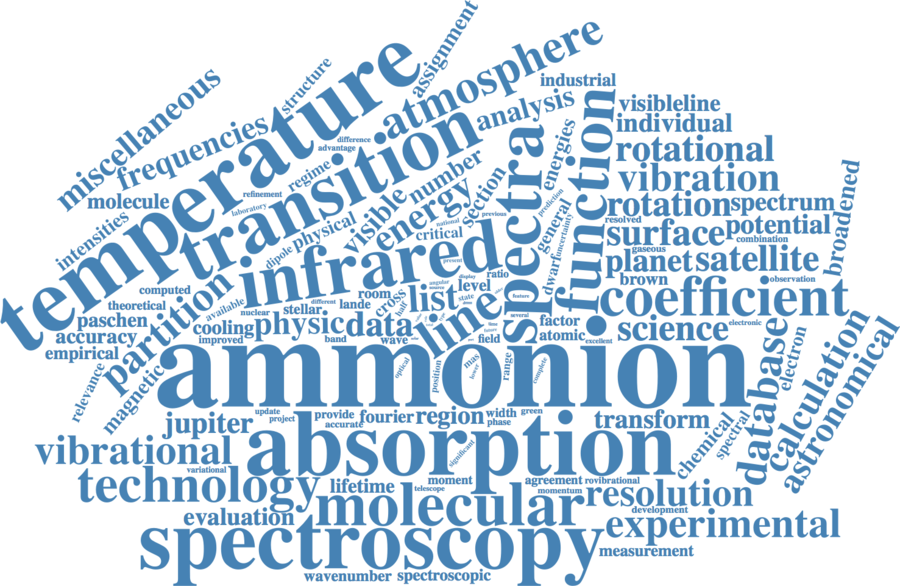 miscellaneous
frequencies
structure
temperature
assignment
atmosphere
transition
analysis
industrial
visibleline
individual
rotational
vibration
rotation
spectrum
molecule
intensities
difference
advantage
refinement
laboratory
regime
number
visible
energy
section
energies
function
spectra
physical
dipole
critical
national
previous
prediction
general
uncertainty
resolved
surface
potential
combination
broadened
gaseous
planet
satellite
dwarf
brown
observation
infrared
computed
theoretical
paschen
accuracy
empirical
partition
available
nuclear
different
stellar
lande
room
cross
half
list
angular
source
display
level
state
ratio
present
feature
several
coefficient
cooling
improved
physic
data
band
wave
line
field
factor
atomic
excellent
science
electronic
relevance
magnetic
ammonion
optical
position
lower
mas
range
complete
database
electron
calculation
astronomical
jupiter
update
project
provide
accurate
fourier
region
width
phase
green
transform
chemical
spectral
vibrational
variational
absorption
significant
technology
lifetime
telescope
moment
agreement
rovibrational
momentum
resolution
development
evaluation
molecular
experimental
spectroscopy
measurement
wavenumber
spectroscopic